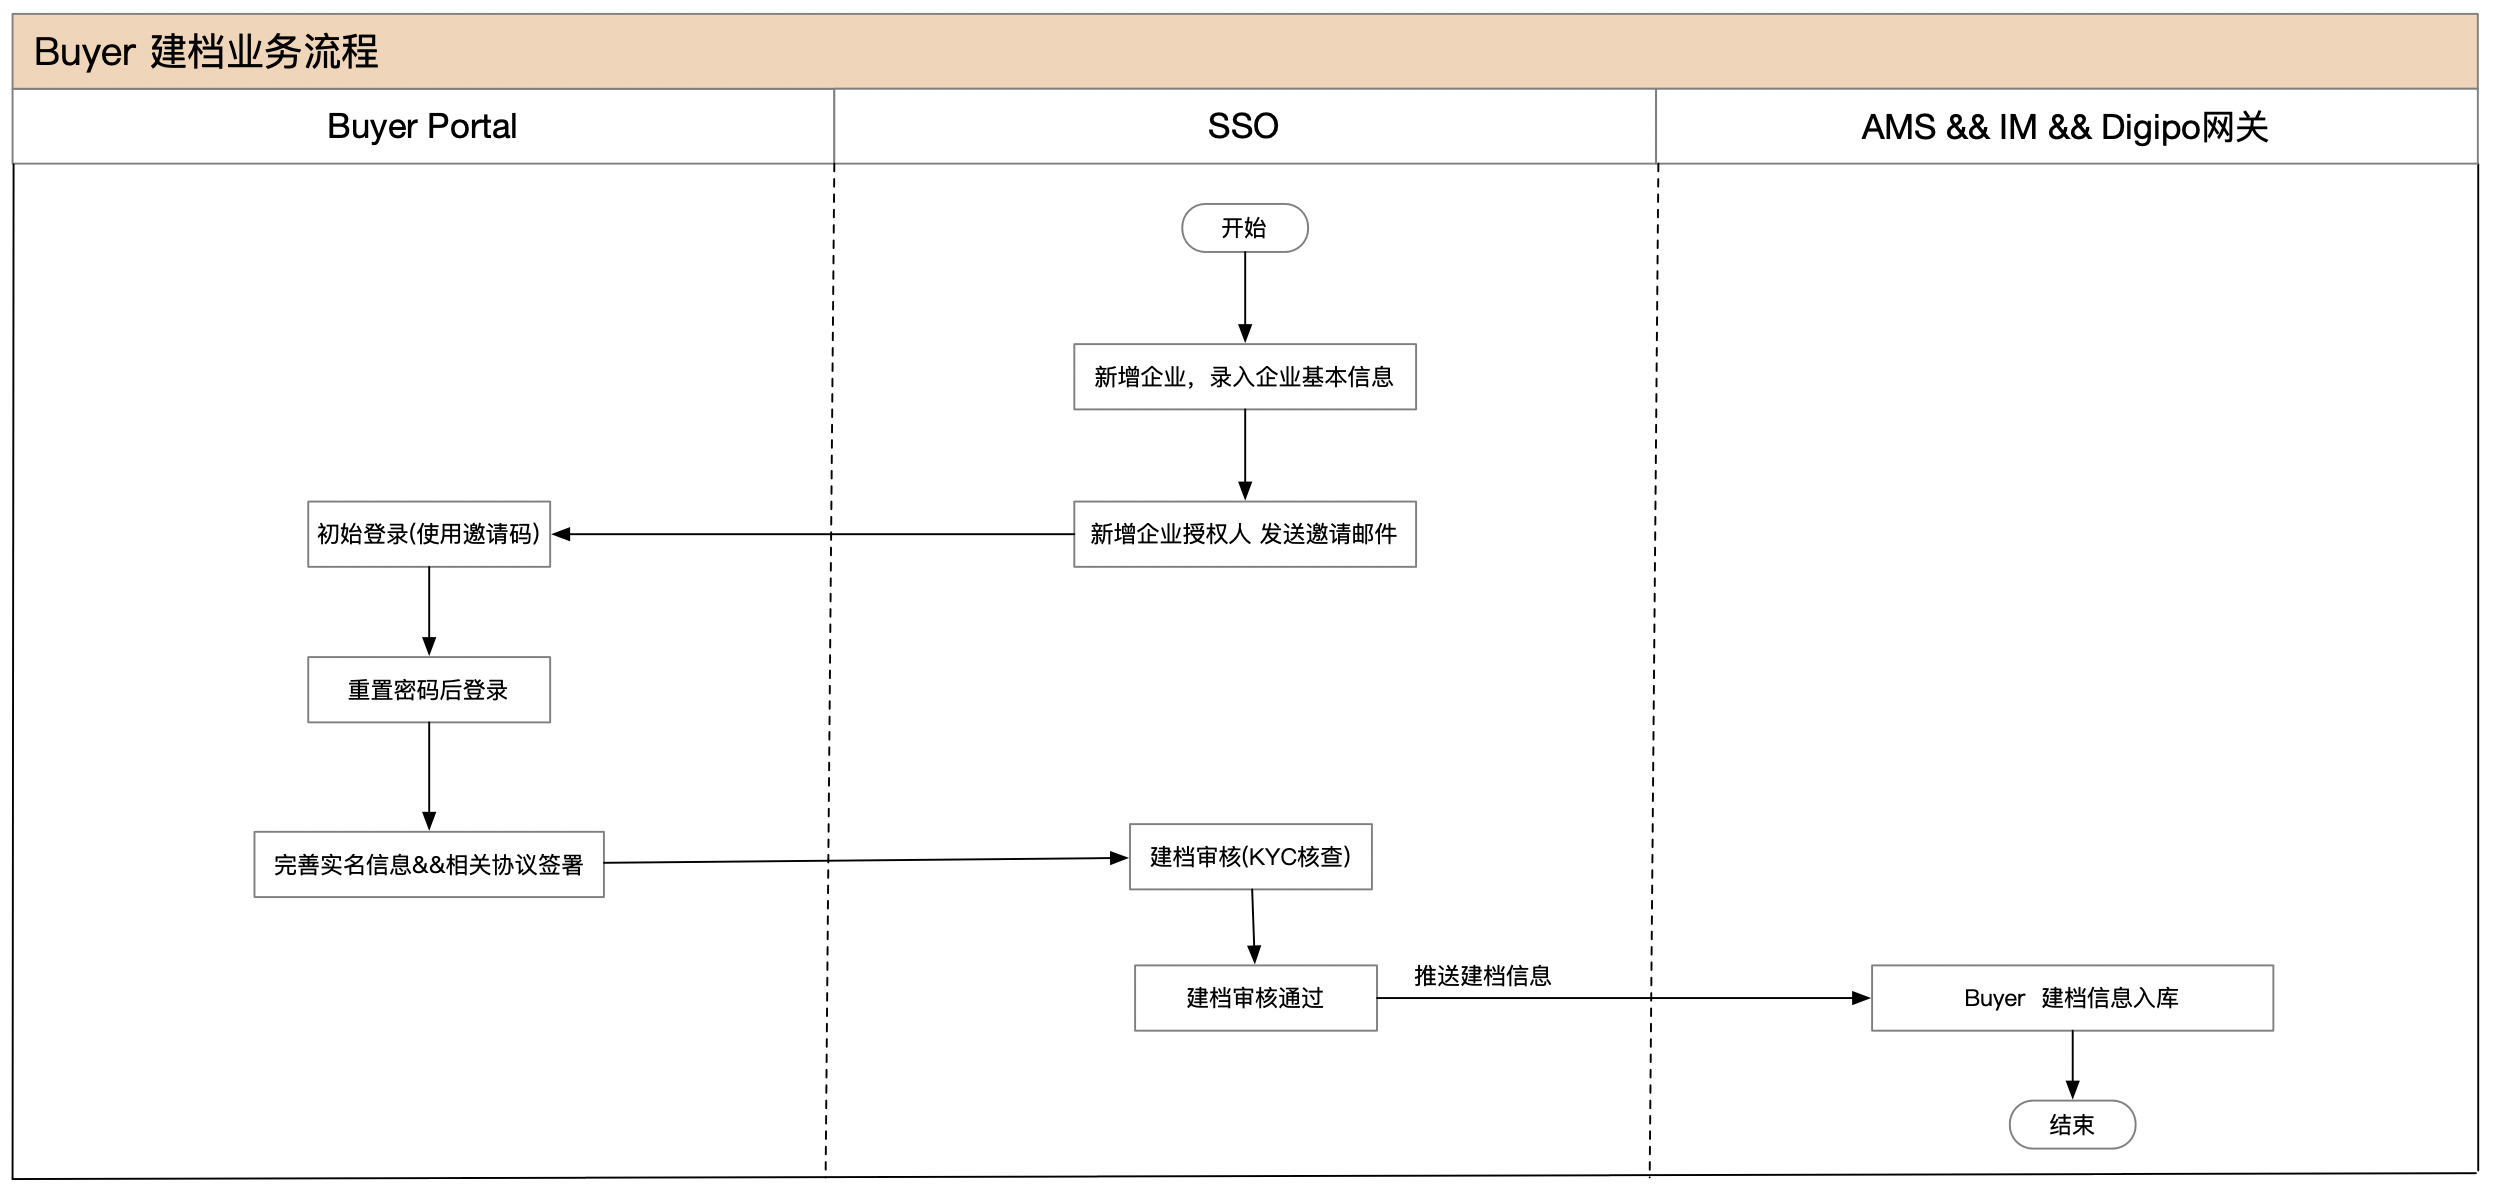 Buyer 建档业务流程
Buyer Portal
SSO
AMS && IM && Digipo网关
开始
新增企业，录入企业基本信息
新增企业授权人 发送邀请邮件
初始登录(使用邀请码)
重置密码后登录
完善实名信息&&相关协议签署
建档审核(KYC核查)
建档审核通过
推送建档信息
Buyer 建档信息入库
结束